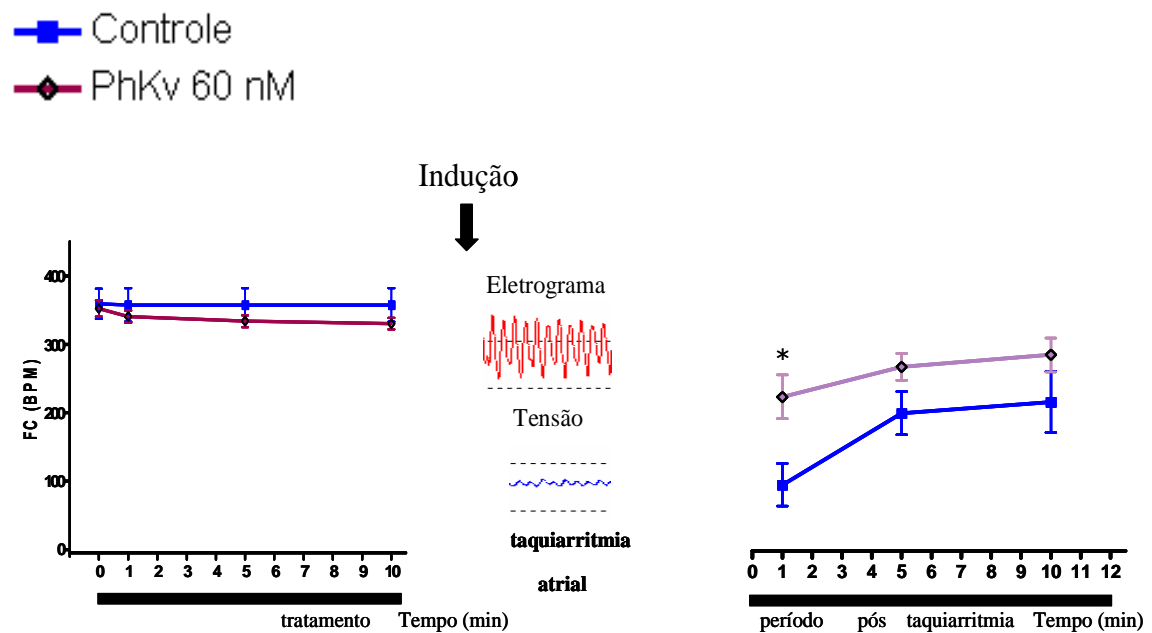 Controle
PhKv 60 nM
Indução
Eletrograma
Tensão
taquiarritmia
atrial
FC (BPM)
400
300
200
100
0
0 1 2 3 4 5 6 7 8 9 10
tratamento Tempo (min)
*
0 1 2 3 4 5 6 7 8 9 10 11 12
período pós taquiarritmia Tempo (min)